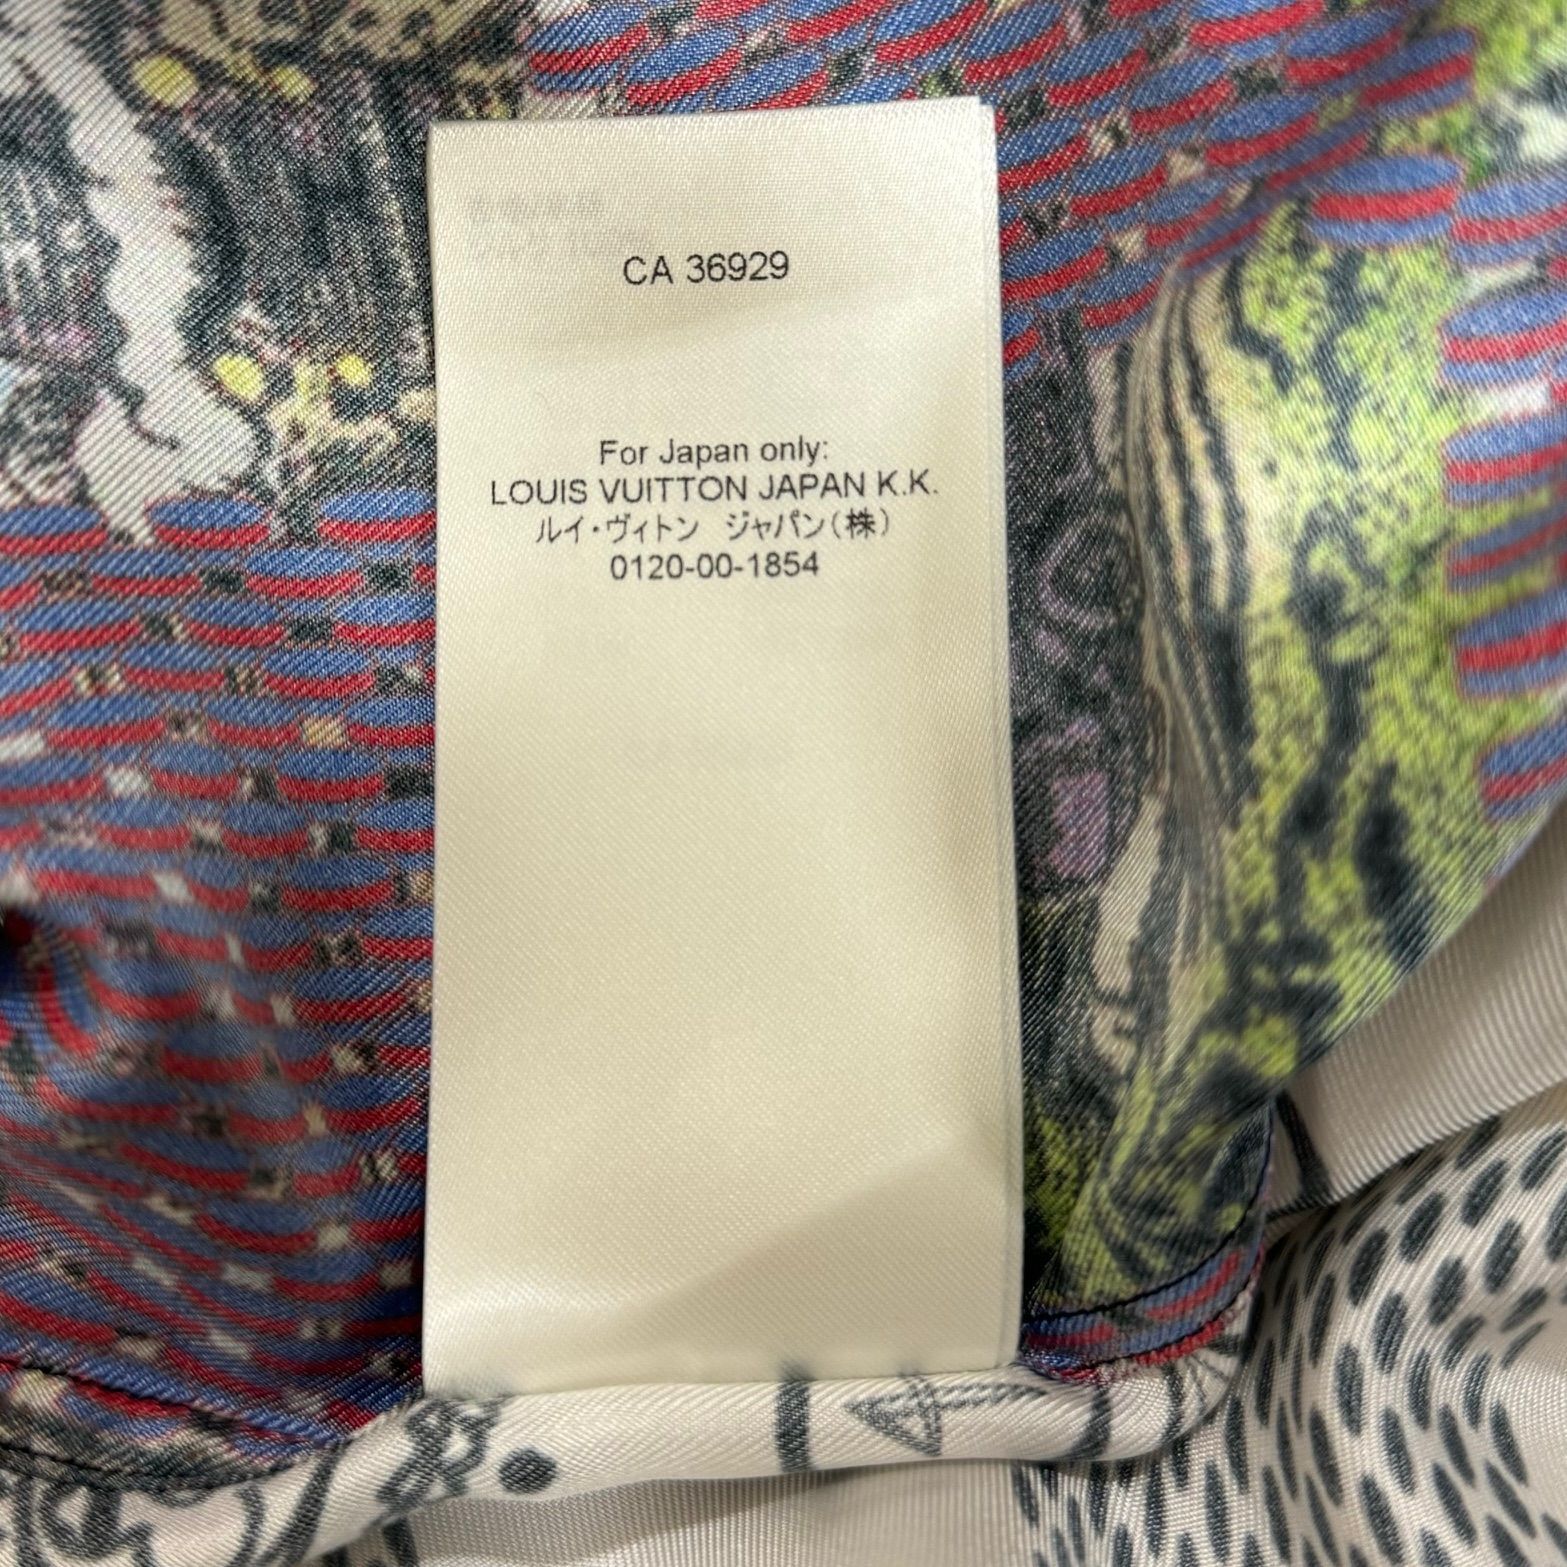 CA 36929
For Japan only:
LOUIS VUITTON JAPAN K.K.
ルイ・ヴィトン　ジャパン(株)
0120-00-1854